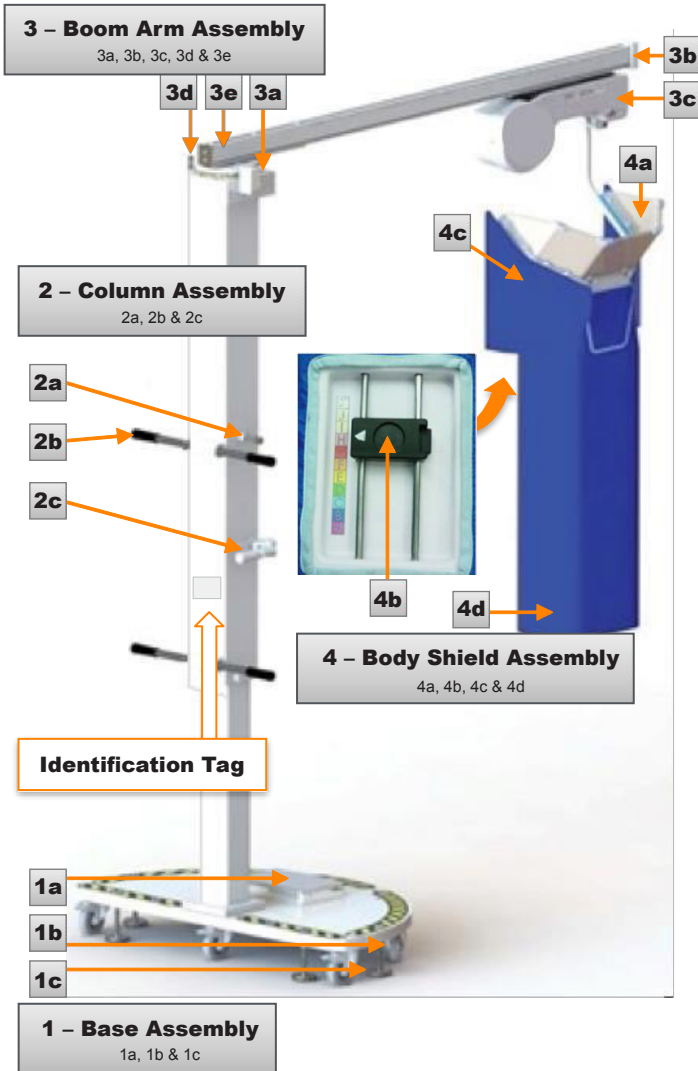 3 – Boom Arm Assembly
3a, 3b, 3c, 3d & 3e
3d
3e
3a
3b
3c
4a
4c
2 – Column Assembly
2a, 2b & 2c
2a
2b
2c
4b
4d
4 – Body Shield Assembly
4a, 4b, 4c & 4d
Identification Tag
1a
1b
1c
1 – Base Assembly
1a, 1b & 1c